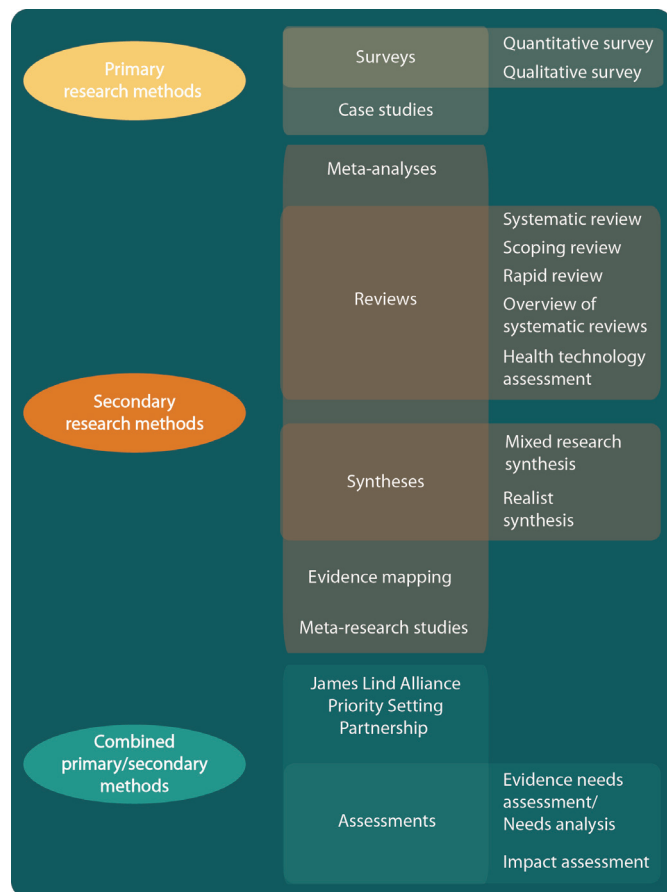 Primary
research methods
Surveys
Quantitative survey
Qualitative survey
Case studies
Secondary
research methods
Meta-analyses
Reviews
Systematic review
Scoping review
Rapid review
Overview of
systematic reviews
Health technology
assessment
Syntheses
Mixed research
synthesis
Realist
synthesis
Evidence mapping
Meta-research studies
Combined
primary/secondary
methods
James Lind Alliance
Priority Setting
Partnership
Assessments
Evidence needs
assessment/
Needs analysis
Impact assessment